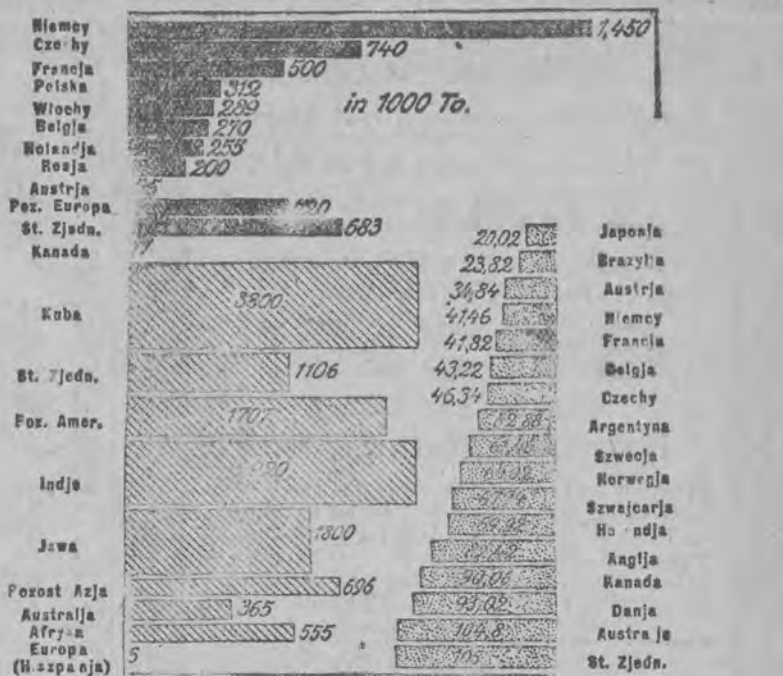 Niemcy 1,450
Czechy 740
Francja 500
Polska 312
Włochy 289
in 1000 To.
Belgja 270
Holandja 253
Rosja 200
Austrja
Poz. Europa
St. Zjedn. 683
Kanada
Kuba 3800
St. Zjedn. 1106
Poz. Amer. 1707
Indje
Jawa 1800
Pozost Azja 696
Australja 365
Afryka 555
Europa 5
(Hiszpanja)
20,02 Japonja
23,82 Brazylja
34,84 Austrja
41,46 Niemcy
41,82 Francja
43,22 Belgja
46,34 Czechy
52,88 Argentyna
Szwecja
Norwegja
Szwajcarja
Holandja
Anglja
90,06 Kanada
93,02 Danja
104,8 Australja
St. Zjedn.